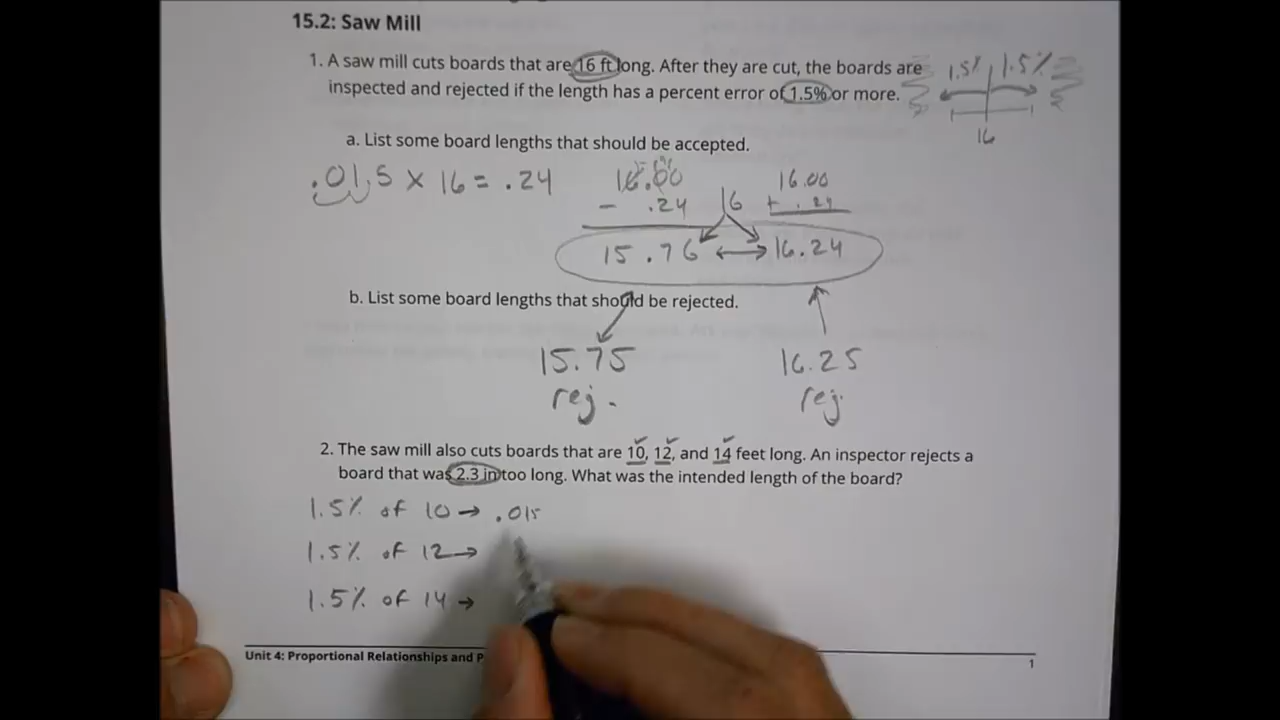 15.2: Saw Mill
1. A saw mill cuts boards that are 16 ft long. After they are cut, the boards are
inspected and rejected if the length has a percent error of 1.5% or more.
1.5% 1.5%
16
a. List some board lengths that should be accepted.
.01.5 × 16 = .24
16.00
- .24
15.76
16
16.00
+ .24
16.24
b. List some board lengths that should be rejected.
15.75 16.25
rej. rej.
2. The saw mill also cuts boards that are 10, 12, and 14 feet long. An inspector rejects a
board that was 2.3 in too long. What was the intended length of the board?
1.5% of 10 → .015
1.5% of 12 →
1.5% of 14 →
Unit 4: Proportional Relationships and P
1